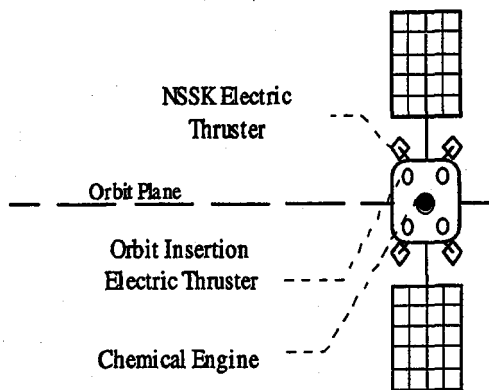 NSSK Electric
Thruster
Orbit Plane
Orbit Insertion
Electric Thruster
Chemical Engine